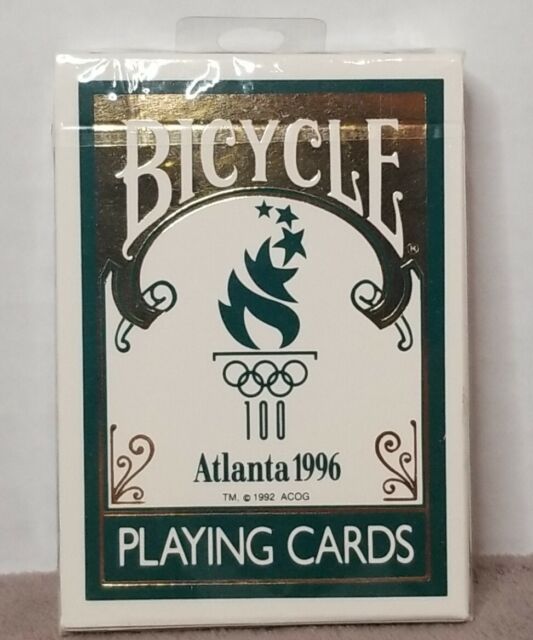 BICYCLE
®
100
Atlanta 1996
TM. © 1992 ACOG
PLAYING CARDS